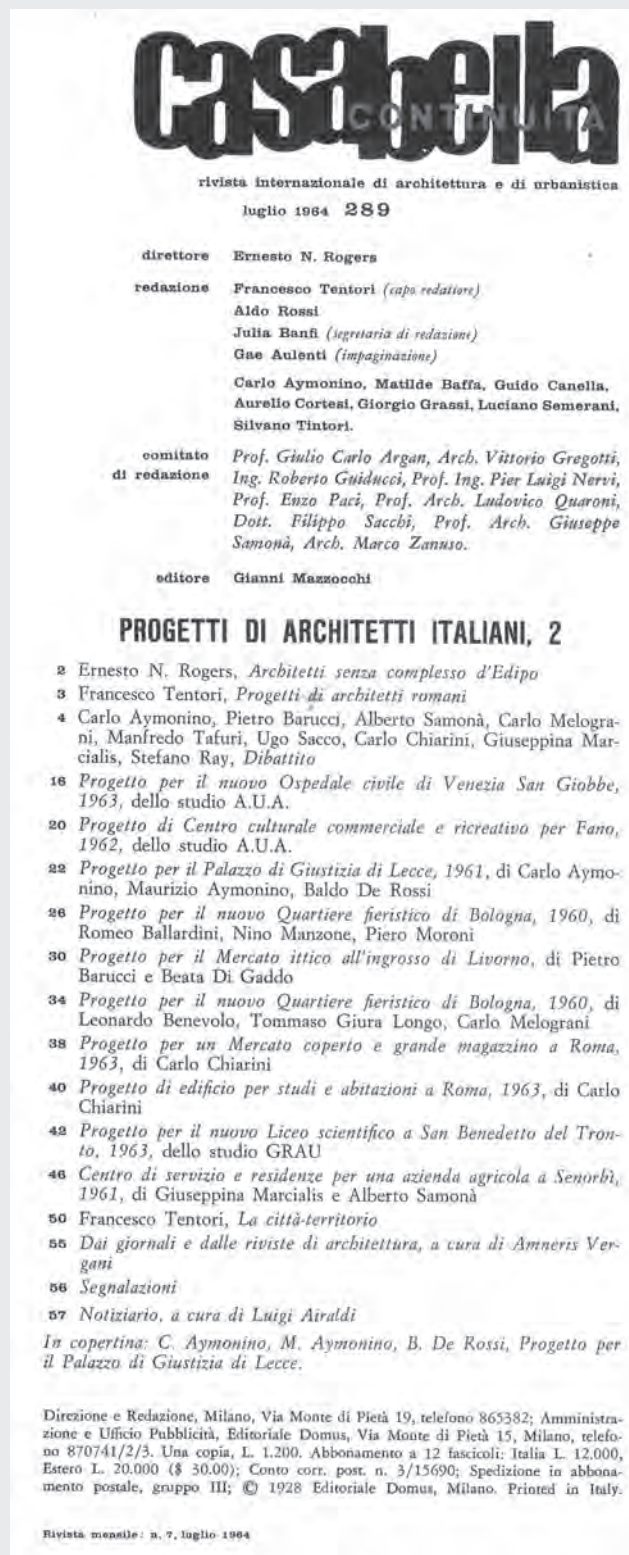 casabella
CONTINUITÀ
rivista internazionale di architettura e di urbanistica
luglio 1964 289
direttore Ernesto N. Rogers
redazione Francesco Tentori (capo redattore)
Aldo Rossi
Julia Banfi (segretaria di redazione)
Gae Aulenti (impaginazione)
Carlo Aymonino, Matilde Baffa, Guido Canella,
Aurelio Cortesi, Giorgio Grassi, Luciano Semerani,
Silvano Tintori.
comitato di redazione Prof. Giulio Carlo Argan, Arch. Vittorio Gregotti,
Ing. Roberto Guiducci, Prof. Ing. Pier Luigi Nervi,
Prof. Enzo Paci, Prof. Arch. Ludovico Quaroni,
Dott. Filippo Sacchi, Prof. Arch. Giuseppe
Samonà, Arch. Marco Zanuso.
editore Gianni Mazzocchi
PROGETTI DI ARCHITETTI ITALIANI, 2
2 Ernesto N. Rogers, Architetti senza complesso d'Edipo
3 Francesco Tentori, Progetti di architetti romani
4 Carlo Aymonino, Pietro Barucci, Alberto Samonà, Carlo Melogra-
ni, Manfredo Tafuri, Ugo Sacco, Carlo Chiarini, Giuseppina Mar-
cialis, Stefano Ray, Dibattito
16 Progetto per il nuovo Ospedale civile di Venezia San Giobbe,
1963, dello studio A.U.A.
20 Progetto di Centro culturale commerciale e ricreativo per Fano,
1962, dello studio A.U.A.
22 Progetto per il Palazzo di Giustizia di Lecce, 1961, di Carlo Aymo-
nino, Maurizio Aymonino, Baldo De Rossi
26 Progetto per il nuovo Quartiere fieristico di Bologna, 1960, di
Romeo Ballardini, Nino Manzone, Piero Moroni
30 Progetto per il Mercato ittico all'ingrosso di Livorno, di Pietro
Barucci e Beata Di Gaddo
34 Progetto per il nuovo Quartiere fieristico di Bologna, 1960, di
Leonardo Benevolo, Tommaso Giura Longo, Carlo Melograni
38 Progetto per un Mercato coperto e grande magazzino a Roma,
1963, di Carlo Chiarini
40 Progetto di edificio per studi e abitazioni a Roma, 1963, di Carlo
Chiarini
42 Progetto per il nuovo Liceo scientifico a San Benedetto del Tron-
to, 1963, dello studio GRAU
46 Centro di servizio e residenze per una azienda agricola a Senorbì,
1961, di Giuseppina Marcialis e Alberto Samonà
50 Francesco Tentori, La città-territorio
55 Dai giornali e dalle riviste di architettura, a cura di Amneris Ver-
gani
56 Segnalazioni
57 Notiziario, a cura di Luigi Airaldi
In copertina: C. Aymonino, M. Aymonino, B. De Rossi, Progetto per
il Palazzo di Giustizia di Lecce.
Direzione e Redazione, Milano, Via Monte di Pietà 19, telefono 865382; Amministra-
zione e Ufficio Pubblicità, Editoriale Domus, Via Monte di Pietà 15, Milano, telefo-
no 870741/2/3. Una copia, L. 1.200. Abbonamento a 12 fascicoli: Italia L. 12.000,
Estero L. 20.000 ($ 30.00); Conto corr. post. n. 3/15690; Spedizione in abbona-
mento postale, gruppo III; © 1928 Editoriale Domus, Milano. Printed in Italy.
Rivista mensile: n. 7, luglio 1964